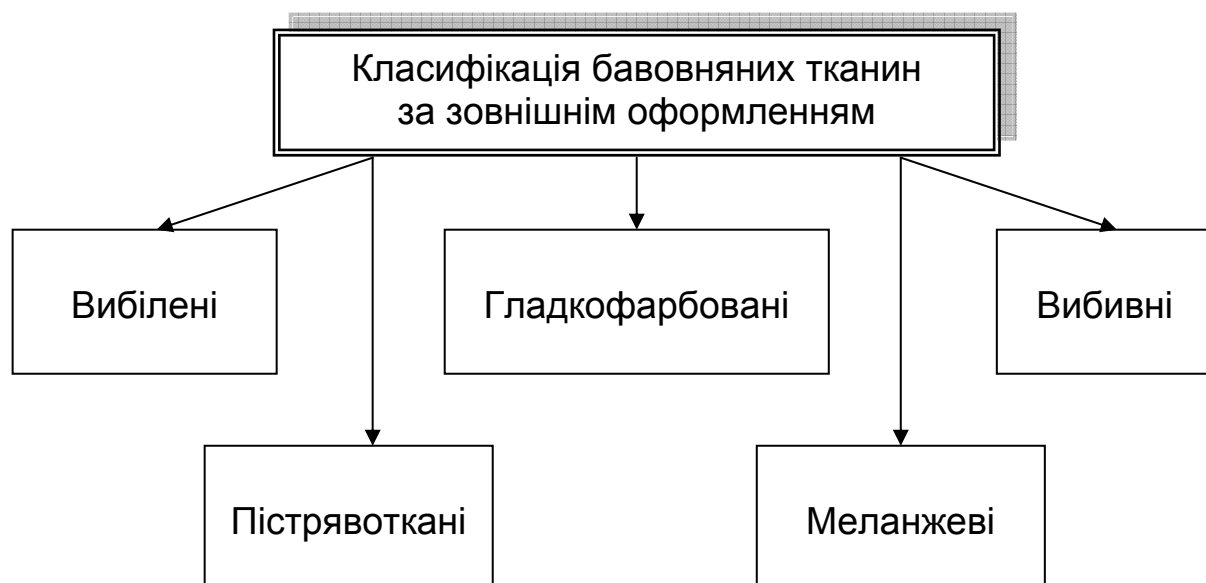 Класифікація бавовняних тканин
за зовнішнім оформленням
Вибілені
Гладкофарбовані
Вибивні
Пістрявоткані
Меланжеві